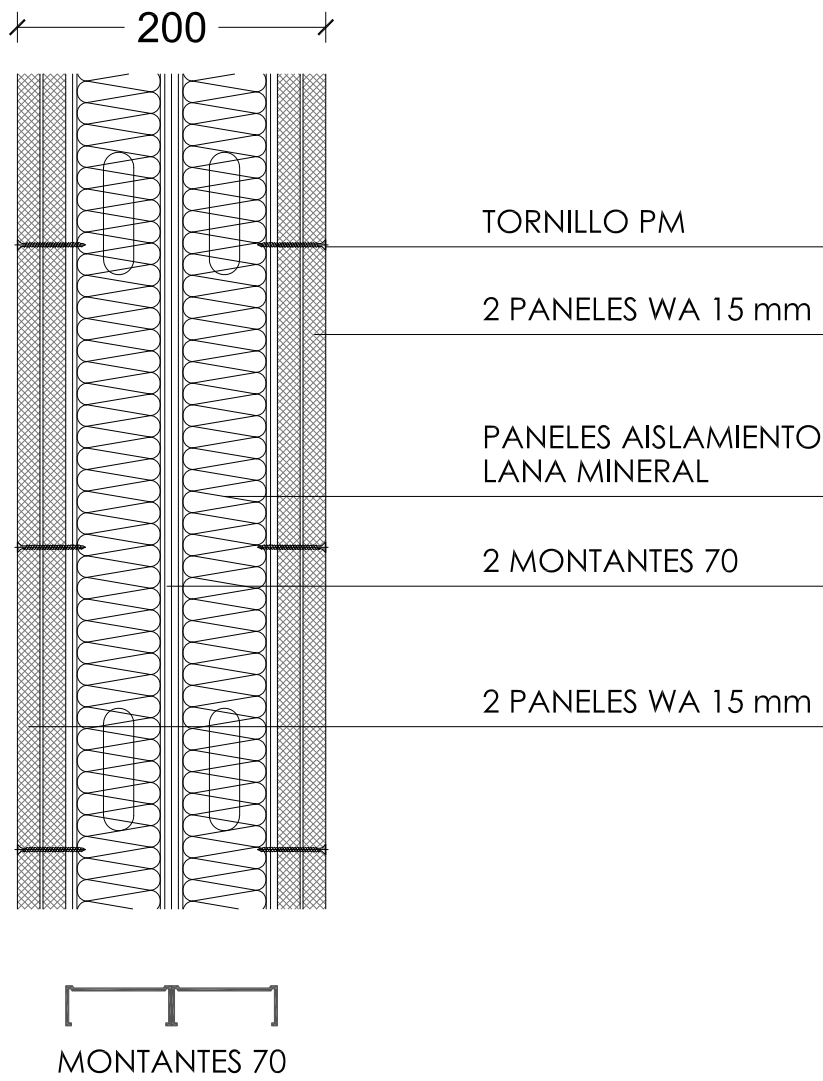 200
TORNILLO PM
2 PANELES WA 15 mm
PANELES AISLAMIENTO
LANA MINERAL
2 MONTANTES 70
2 PANELES WA 15 mm
MONTANTES 70